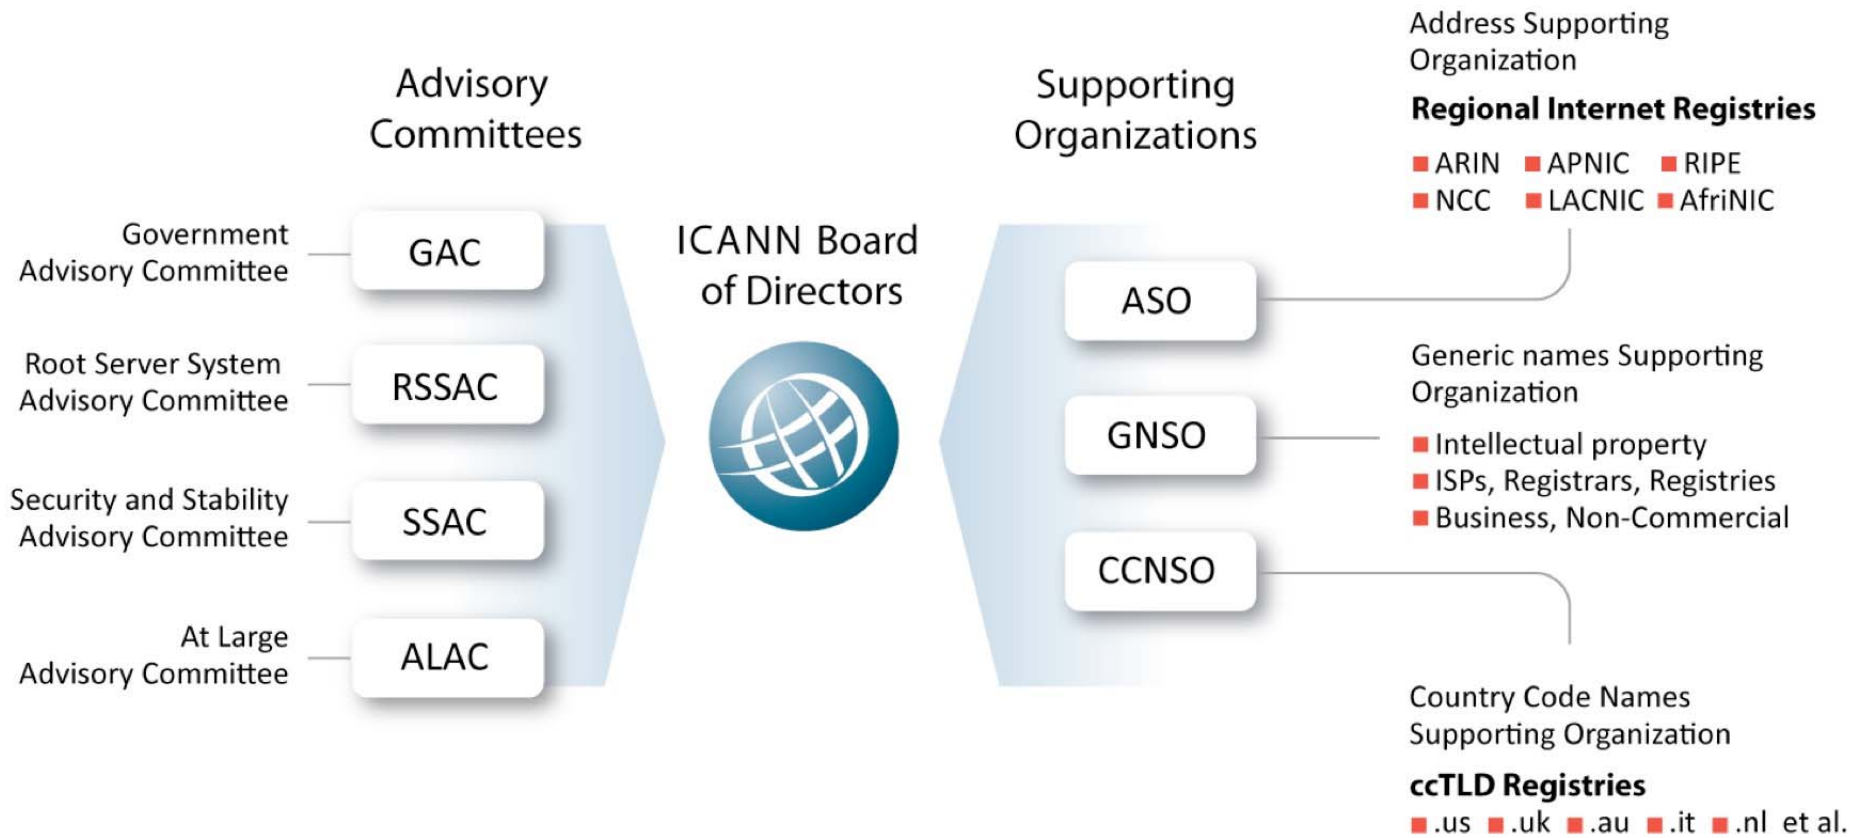 Advisory
Committees
Government
Advisory Committee
GAC
Root Server System
Advisory Committee
RSSAC
Security and Stability
Advisory Committee
SSAC
At Large
Advisory Committee
ALAC
ICANN Board
of Directors
Supporting
Organizations
ASO
GNSO
CCNSO
Address Supporting
Organization
Regional Internet Registries
ARIN APNIC RIPE
NCC LACNIC AfriNIC
Generic names Supporting
Organization
Intellectual property
ISPs, Registrars, Registries
Business, Non-Commercial
Country Code Names
Supporting Organization
ccTLD Registries
.us .uk .au .it .nl et al.